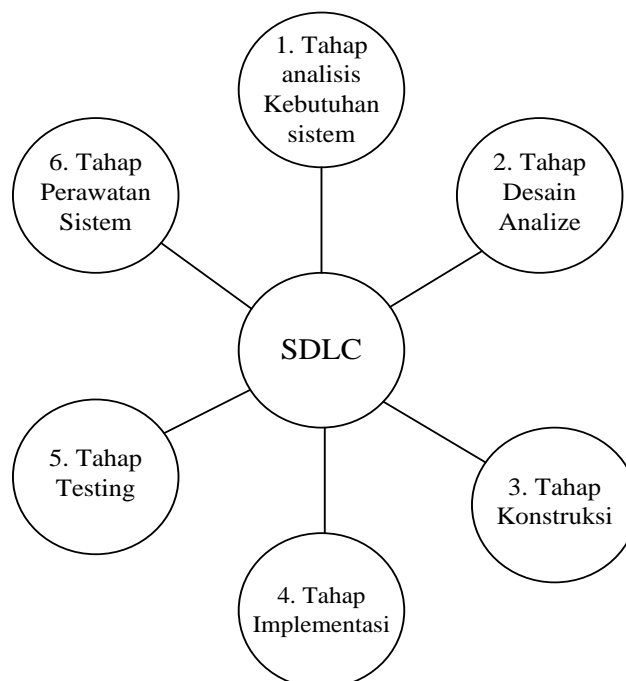 1. Tahap
analisis
Kebutuhan
sistem
2. Tahap
Desain
Analize
3. Tahap
Konstruksi
4. Tahap
Implementasi
5. Tahap
Testing
6. Tahap
Perawatan
Sistem
SDLC